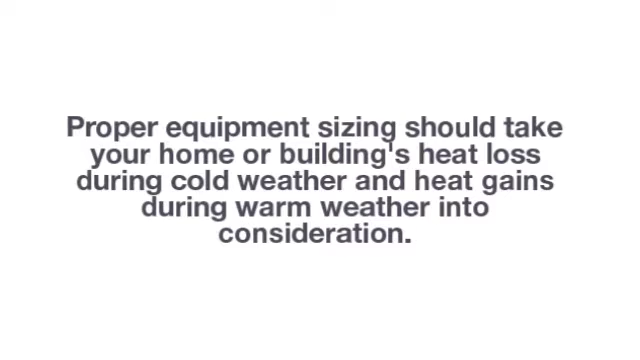 Proper equipment sizing should take
your home or building's heat loss
during cold weather and heat gains
during warm weather into
consideration.